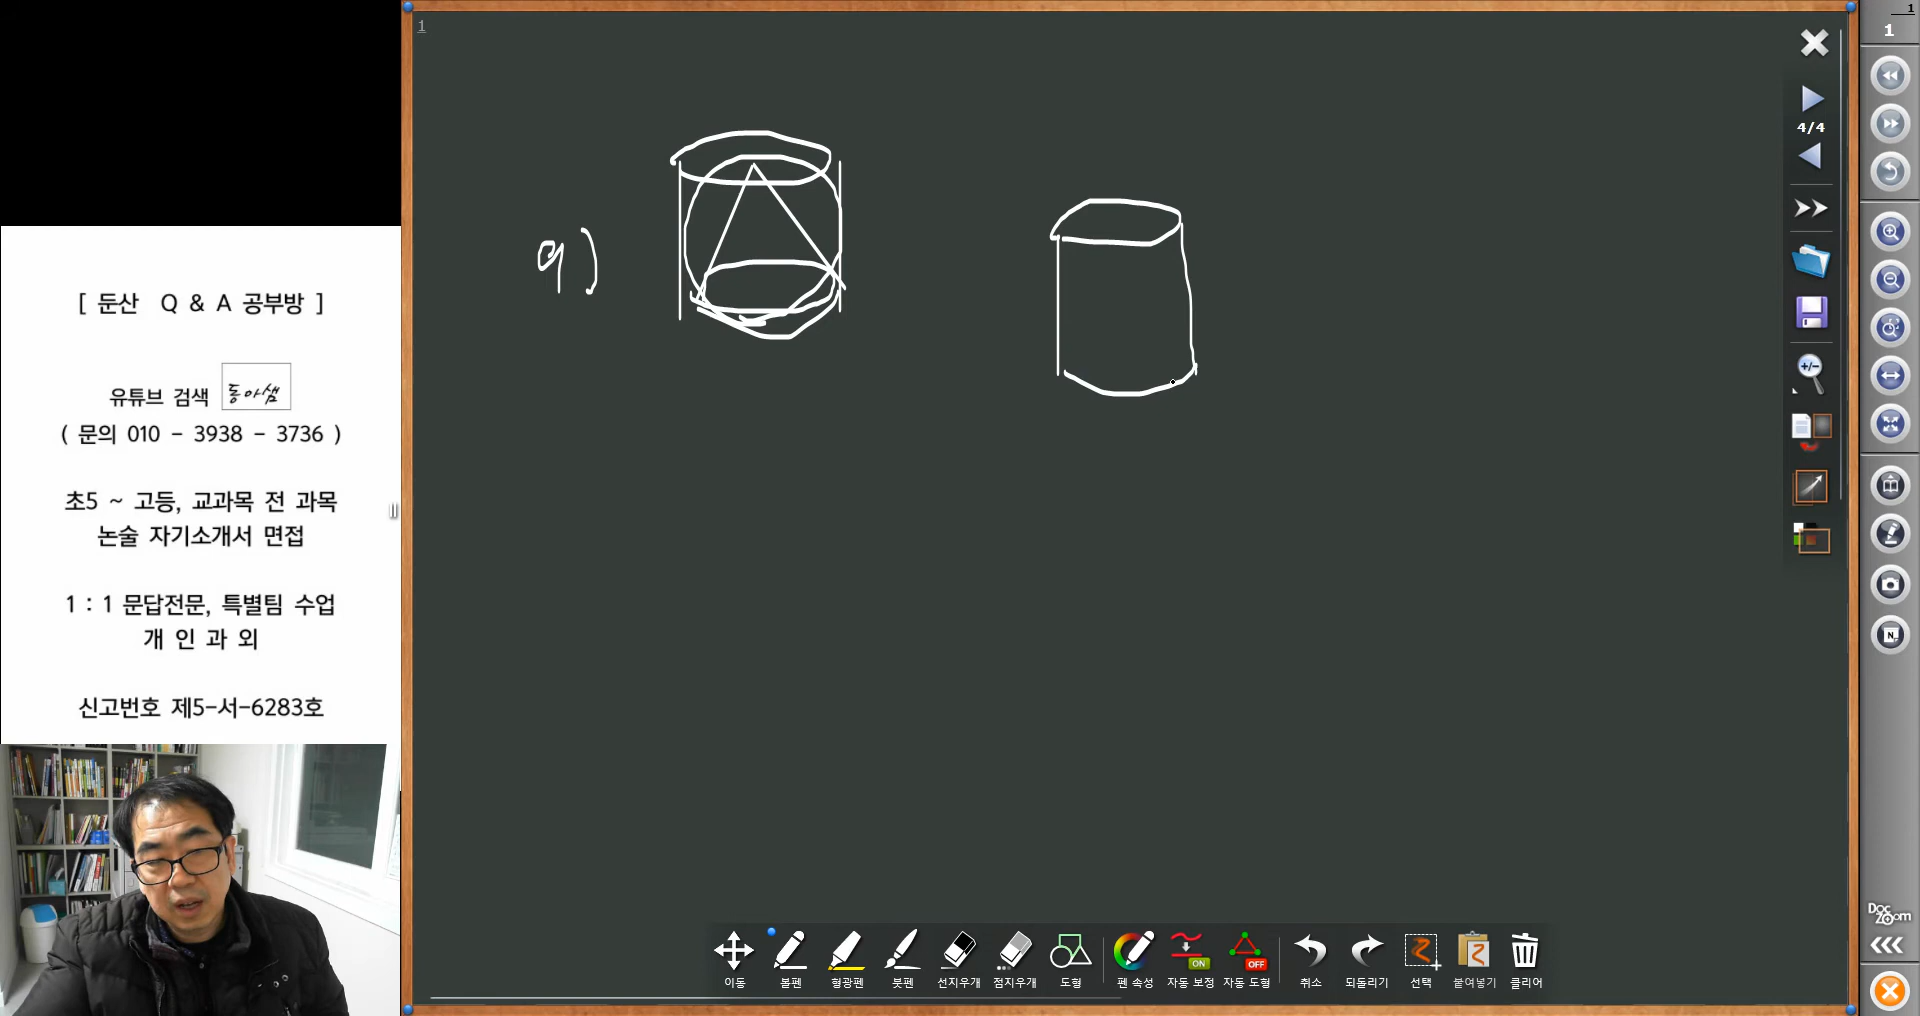 [ 둔산 Q & A 공부방 ]
유튜브 검색 동아샘
( 문의 010 - 3938 - 3736 )
초5 ~ 고등, 교과목 전 과목
논술 자기소개서 면접
1 : 1 문답전문, 특별팀 수업
개 인 과 외
신고번호 제5-서-6283호
1
9)
4/4
+/-
이동
볼펜
형광펜
붓펜
선지우개
점지우개
도형
펜 속성
ON
자동 보정
OFF
자동 도형
취소
되돌리기
선택
붙여넣기
클리어
1
1
N
Doc Zoom